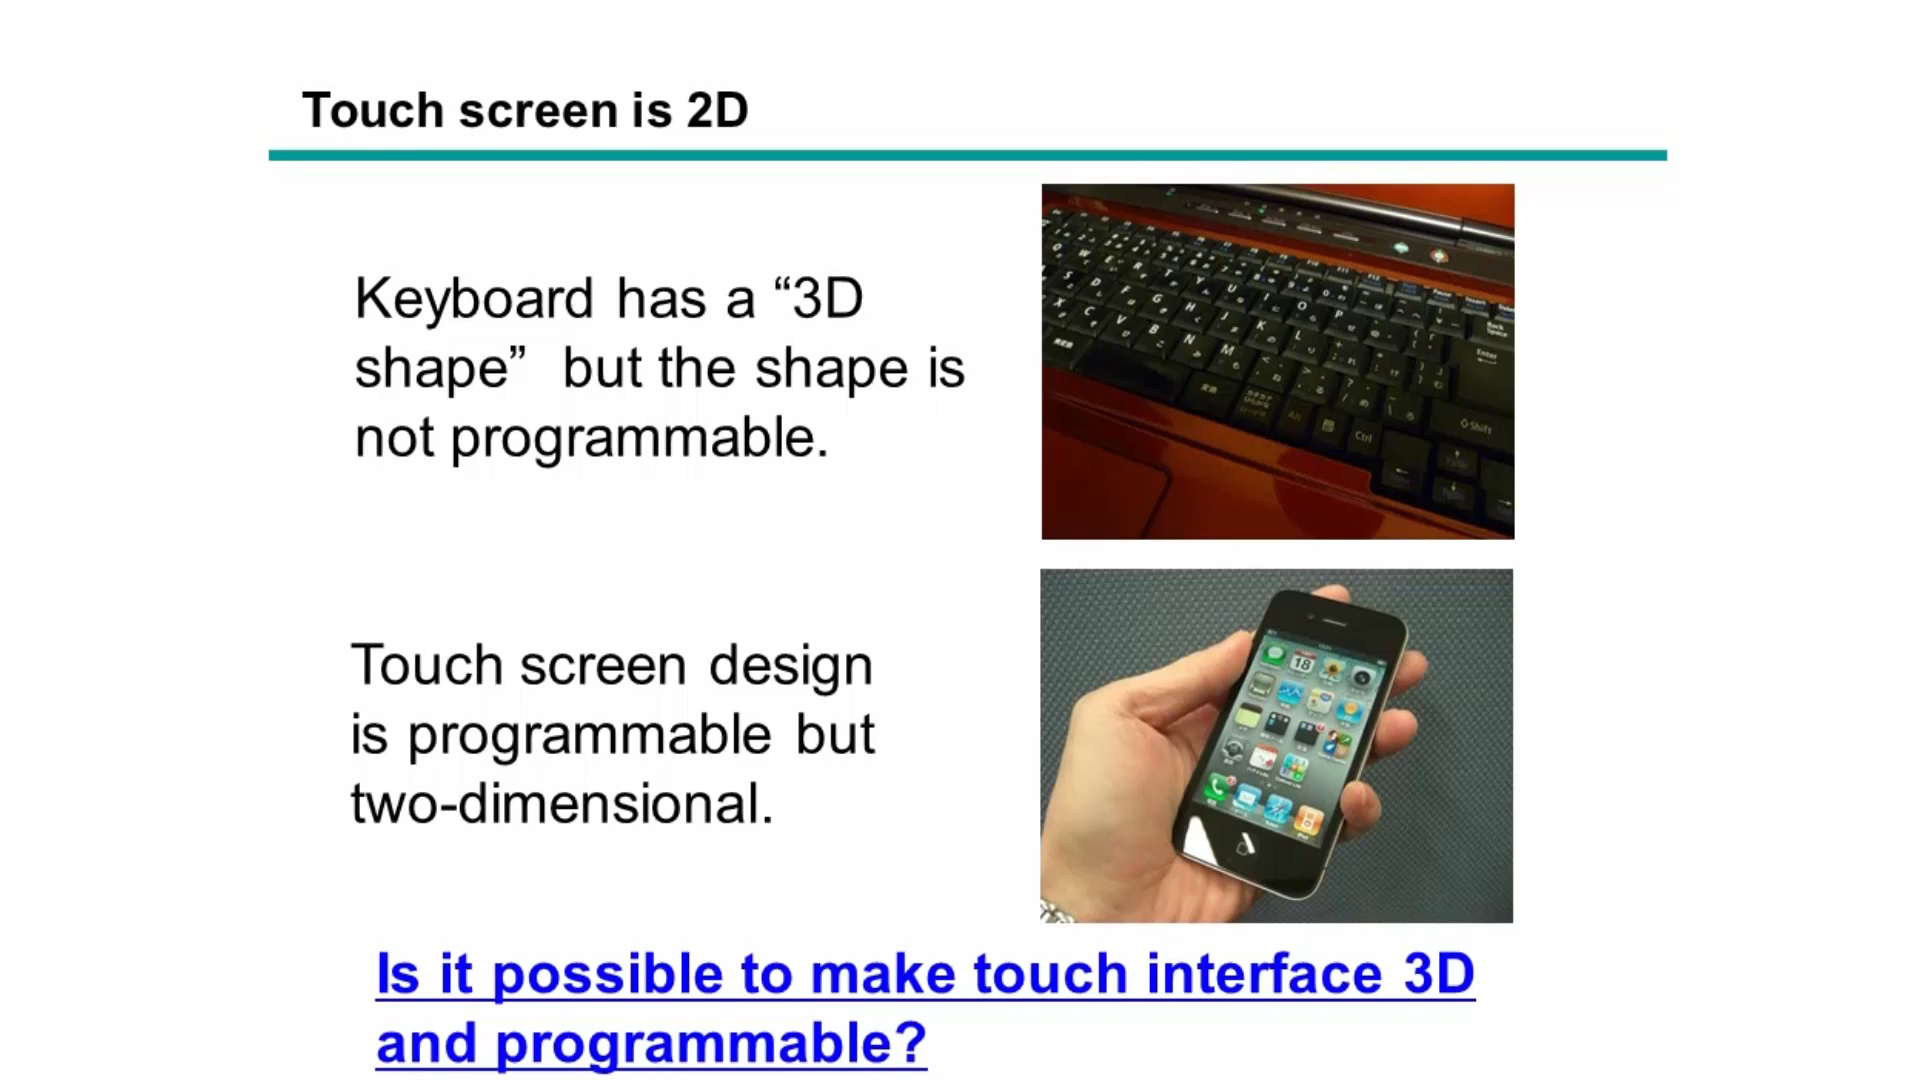 Touch screen is 2D
Keyboard has a “3D
shape”  but the shape is
not programmable.
Touch screen design
is programmable but
two-dimensional.
Is it possible to make touch interface 3D
and programmable?